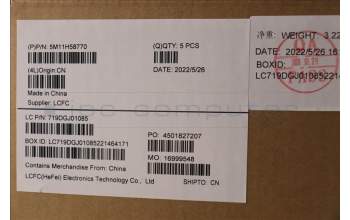 (P)P/N: 5M11H58770
(Q)QTY: 5 PCS
(4L)Origin:CN
DATE: 2022/5/26
Made in China
Supplier: LCFC
LC P/N: 719DGJ01085
PO: 4501827207
BOX ID: LC719DGJ01085221464171
MO: 16999548
Contains Merchandise From: China
LCFC(HeFei) Electronics Technology Co., Ltd
SHIPTO: CN
净重: WEIGHT: 3.22
DATE: 2022/5/26 16
BOXID:
LC719DGJ01085221464